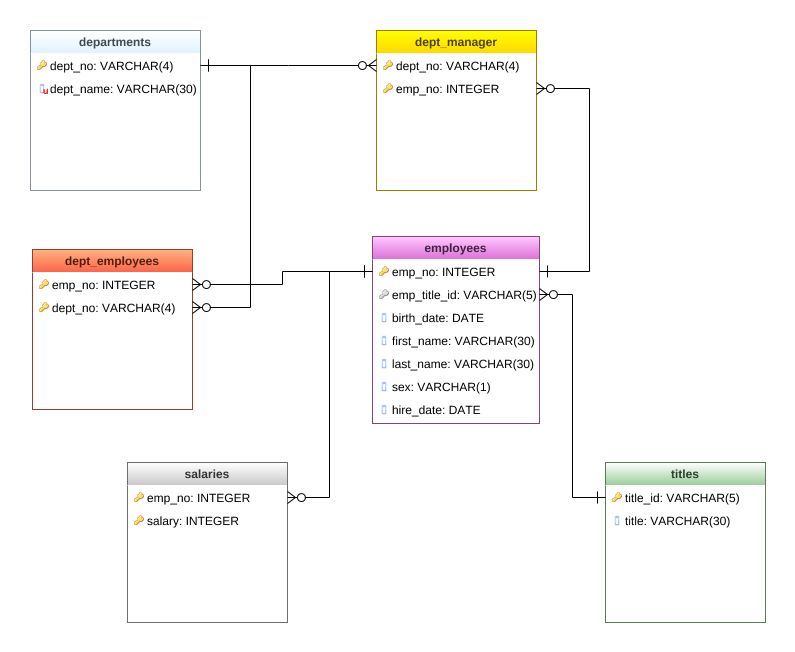 departments
dept_no: VARCHAR(4)
dept_name: VARCHAR(30)
dept_manager
dept_no: VARCHAR(4)
emp_no: INTEGER
dept_employees
emp_no: INTEGER
dept_no: VARCHAR(4)
employees
emp_no: INTEGER
emp_title_id: VARCHAR(5)
birth_date: DATE
first_name: VARCHAR(30)
last_name: VARCHAR(30)
sex: VARCHAR(1)
hire_date: DATE
salaries
emp_no: INTEGER
salary: INTEGER
titles
title_id: VARCHAR(5)
title: VARCHAR(30)